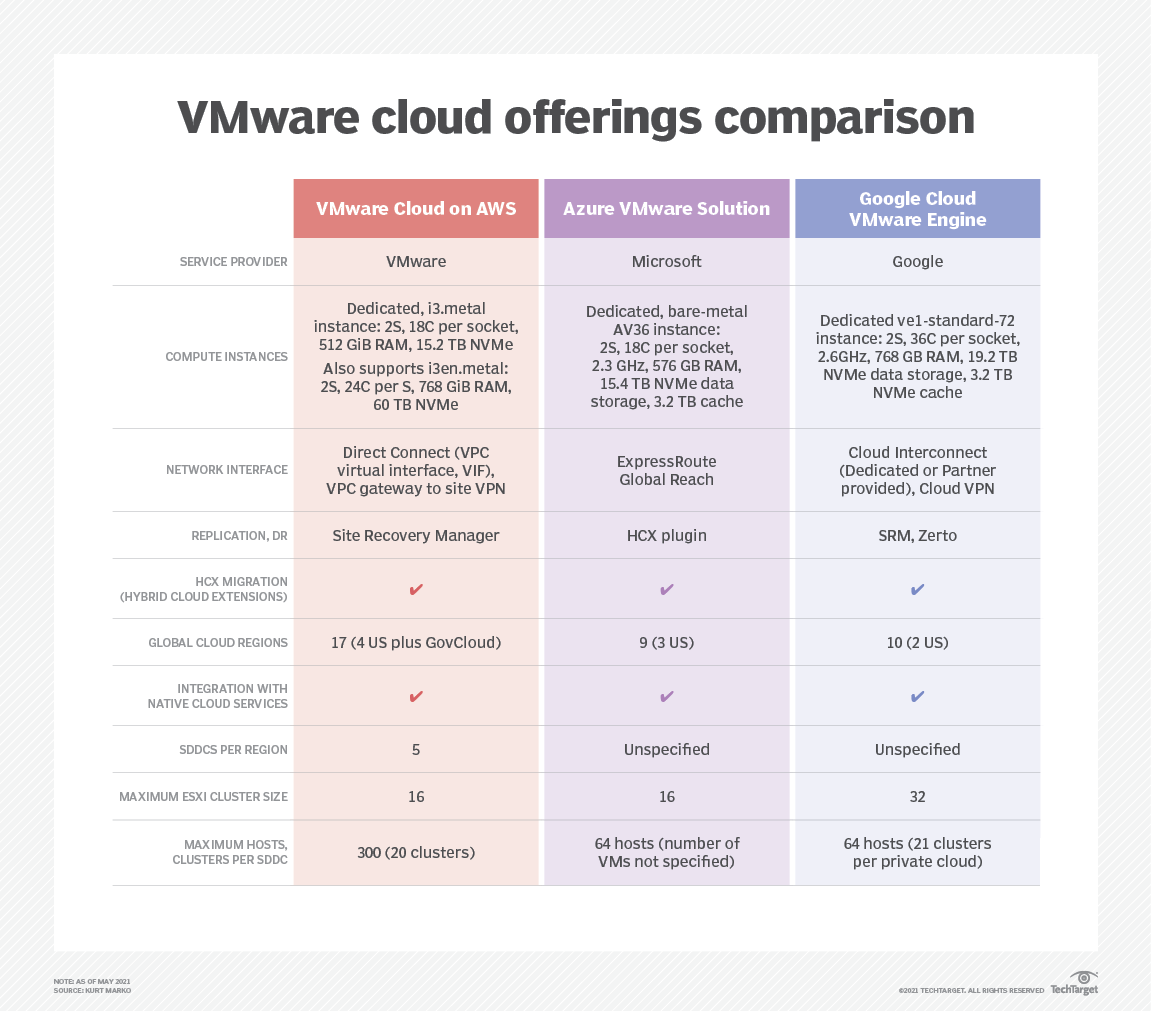 VMware cloud offerings comparison
VMware Cloud on AWS
Azure VMware Solution
Google Cloud
VMware Engine
SERVICE PROVIDER
VMware
Microsoft
Google
COMPUTE INSTANCES
Dedicated, i3.metal
instance: 2S, 18C per socket,
512 GiB RAM, 15.2 TB NVMe
Also supports i3en.metal:
2S, 24C per S, 768 GiB RAM,
60 TB NVMe
Dedicated, bare-metal
AV36 instance:
2S, 18C per socket,
2.3 GHz, 576 GB RAM,
15.4 TB NVMe data
storage, 3.2 TB cache
Dedicated ve1-standard-72
instance: 2S, 36C per socket,
2.6GHz, 768 GB RAM, 19.2 TB
NVMe data storage, 3.2 TB
NVMe cache
NETWORK INTERFACE
Direct Connect (VPC
virtual interface, VIF),
VPC gateway to site VPN
ExpressRoute
Global Reach
Cloud Interconnect
(Dedicated or Partner
provided), Cloud VPN
REPLICATION, DR
Site Recovery Manager
HCX plugin
SRM, Zerto
HCX MIGRATION
(HYBRID CLOUD EXTENSIONS)
✔
✔
✔
GLOBAL CLOUD REGIONS
17 (4 US plus GovCloud)
9 (3 US)
10 (2 US)
INTEGRATION WITH
NATIVE CLOUD SERVICES
✔
✔
✔
SDDCS PER REGION
5
Unspecified
Unspecified
MAXIMUM ESXI CLUSTER SIZE
16
16
32
MAXIMUM HOSTS,
CLUSTERS PER SDDC
300 (20 clusters)
64 hosts (number of
VMs not specified)
64 hosts (21 clusters
per private cloud)
NOTE: AS OF MAY 2021
SOURCE: KURT MARKO
©2021 TECHTARGET. ALL RIGHTS RESERVED
TechTarget